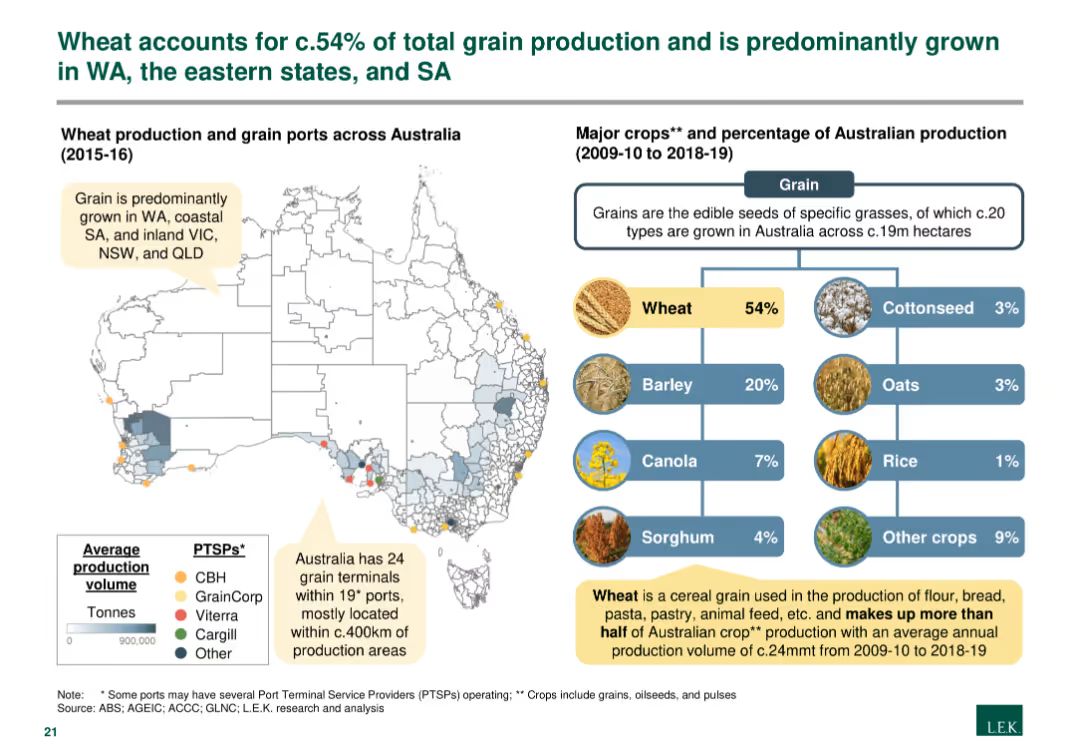 Wheat accounts for c.54% of total grain production and is predominantly grown
in WA, the eastern states, and SA
Wheat production and grain ports across Australia
(2015-16)
Grain is predominantly
grown in WA, coastal
SA, and inland VIC,
NSW, and QLD
Average
production
volume
Tonnes
0
900,000
PTSPs*
CBH
GrainCorp
Viterra
Cargill
Other
Australia has 24
grain terminals
within 19* ports,
mostly located
within c.400km of
production areas
Major crops** and percentage of Australian production
(2009-10 to 2018-19)
Grain
Grains are the edible seeds of specific grasses, of which c.20
types are grown in Australia across c.19m hectares
Wheat 54%
Barley 20%
Canola 7%
Sorghum 4%
Cottonseed 3%
Oats 3%
Rice 1%
Other crops 9%
Wheat is a cereal grain used in the production of flour, bread,
pasta, pastry, animal feed, etc. and makes up more than
half of Australian crop** production with an average annual
production volume of c.24mmt from 2009-10 to 2018-19
Note: * Some ports may have several Port Terminal Service Providers (PTSPs) operating; ** Crops include grains, oilseeds, and pulses
Source: ABS; AGEIC; ACCC; GLNC; L.E.K. research and analysis
21
L.E.K.